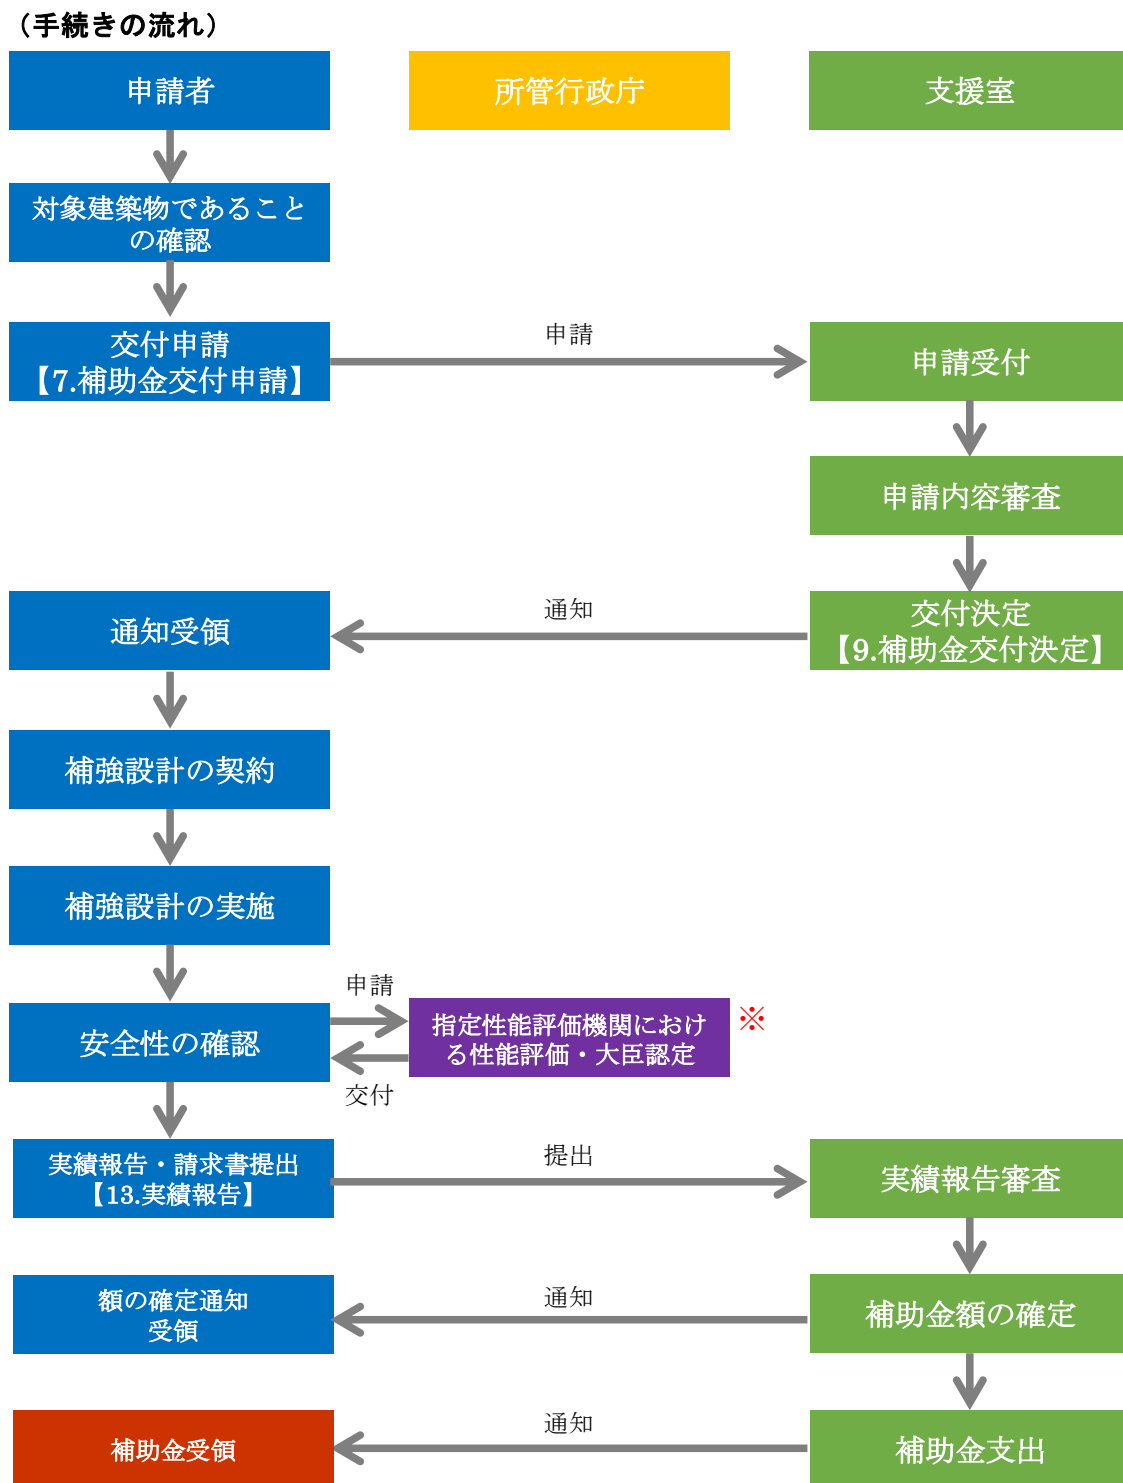 （手続きの流れ）
申請者
所管行政庁
支援室
対象建築物であること
の確認
交付申請
【7.補助金交付申請】
申請
申請受付
申請内容審査
交付決定
【9.補助金交付決定】
通知
通知受領
補強設計の契約
補強設計の実施
安全性の確認
申請
交付
指定性能評価機関におけ
る性能評価・大臣認定
※
実績報告・請求書提出
【13.実績報告】
提出
実績報告審査
補助金額の確定
通知
額の確定通知
受領
補助金支出
通知
補助金受領